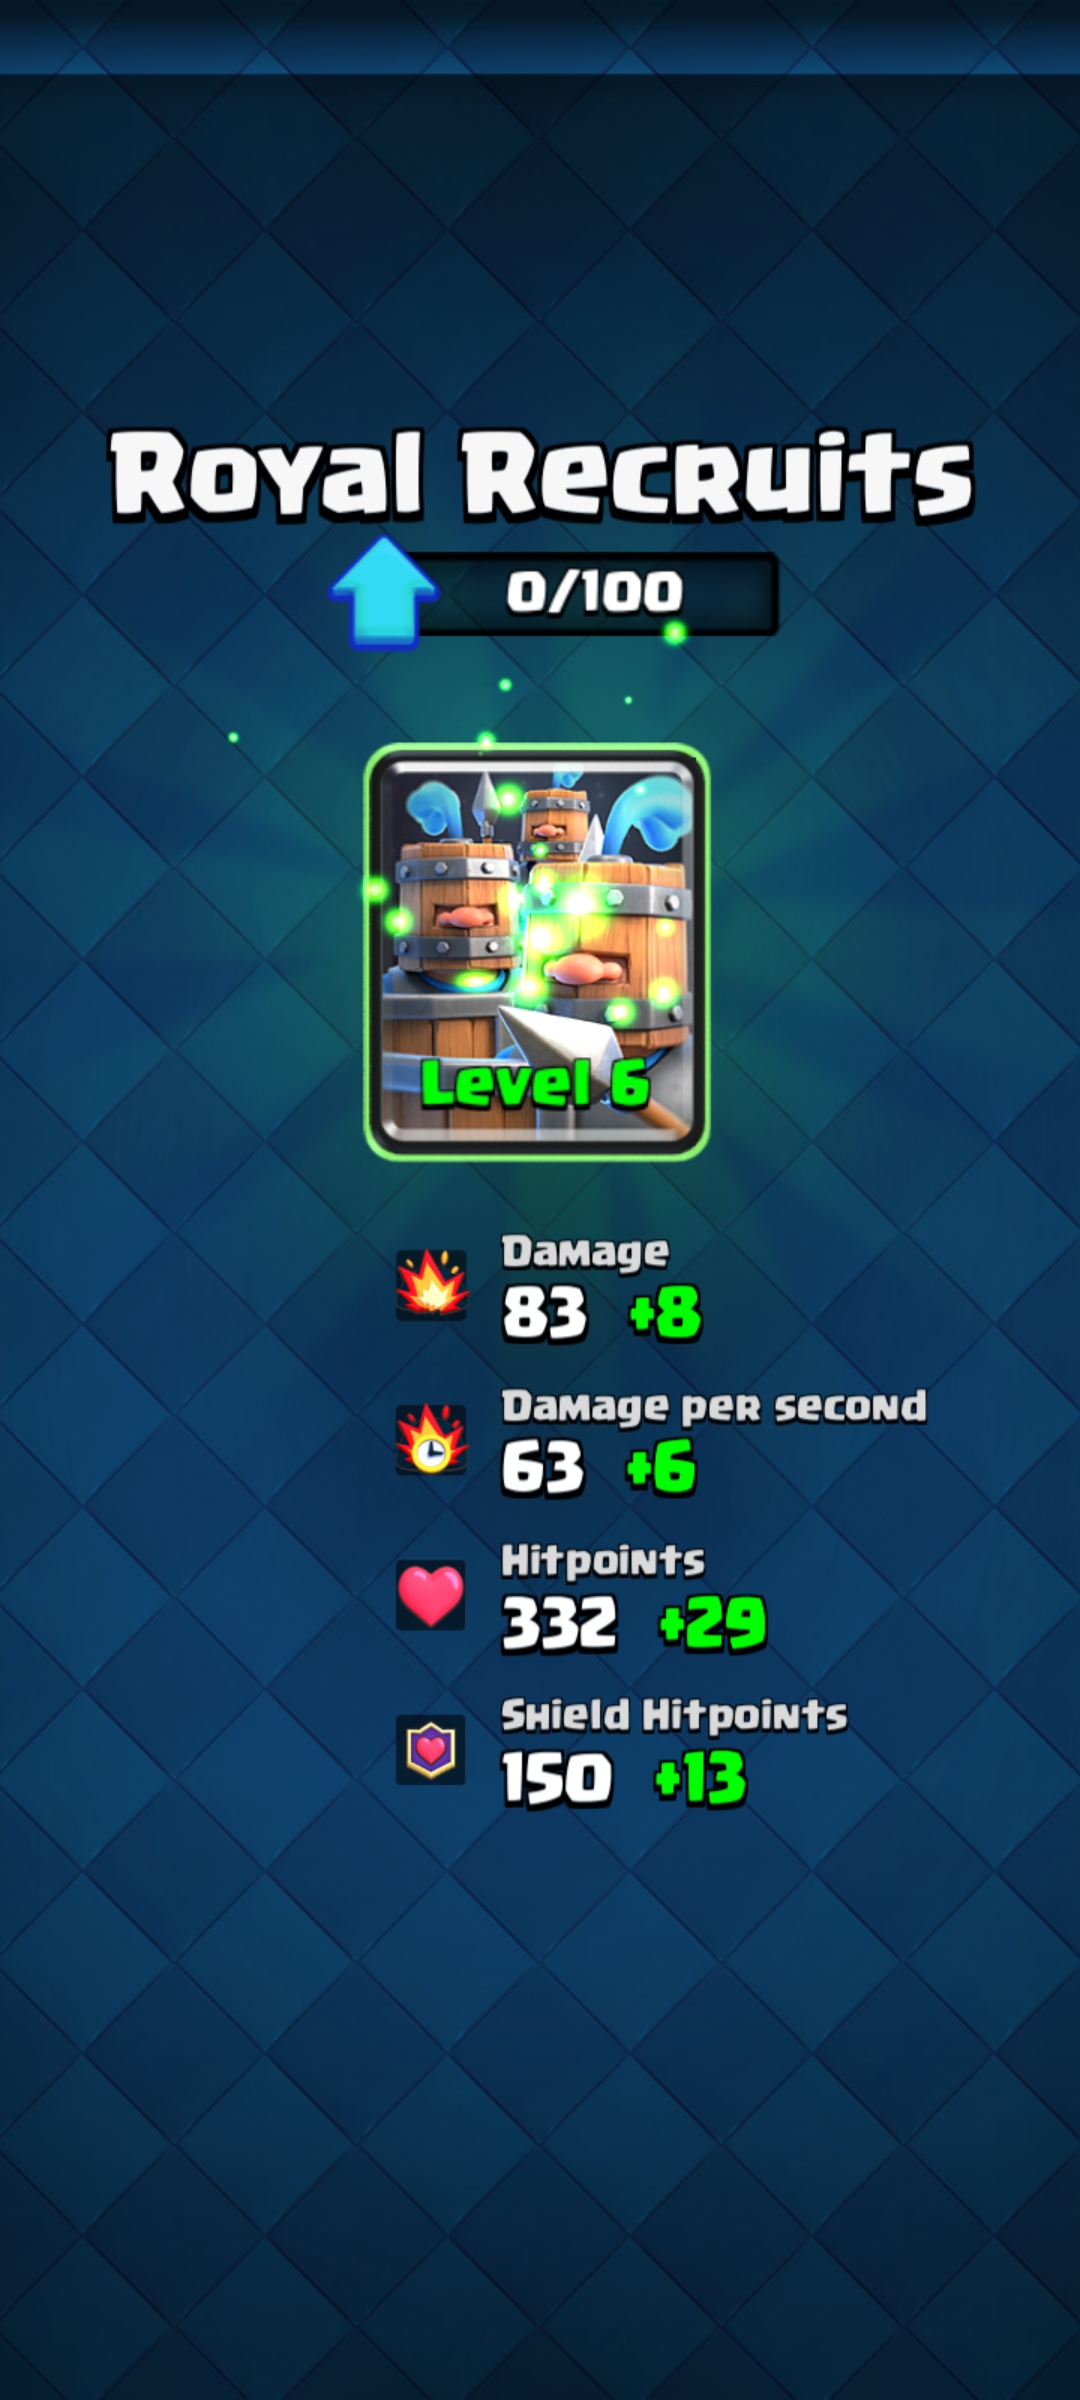 Royal Recruits
0/100
Level 6
Damage
83 +8
Damage per second
63 +6
Hitpoints
332 +29
Shield Hitpoints
150 +13